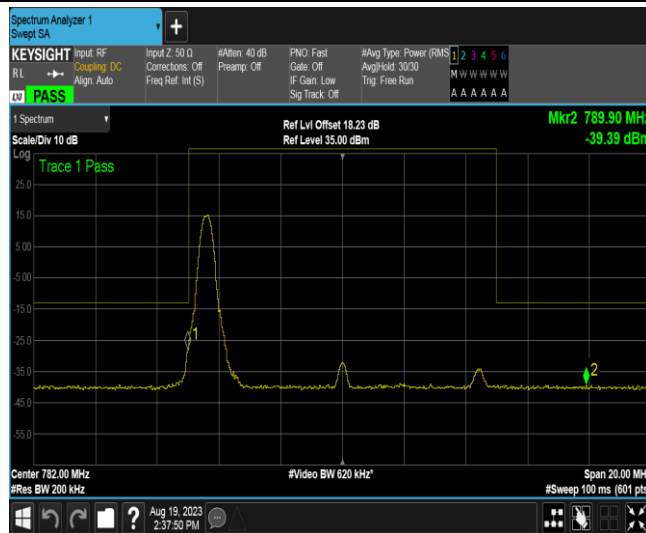 Spectrum Analyzer 1
Swept SA
+
KEYSIGHT Input: RF Input Z: 50 Ω #Atten: 40 dB PNO: Fast #Avg Type: Power (RMS 1 2 3 4 5 6
RL Coupling: DC Corrections: Off Preamp: Off Gate: Off Avg|Hold: 30/30 M W W W W W
Align: Auto Freq Ref: Int (S) IF Gain: Low Trig: Free Run
PASS Sig Track: Off A A A A A A
1 Spectrum Ref Lvl Offset 18.23 dB Mkr2 789.90 MHz
Scale/Div 10 dB Ref Level 35.00 dBm -39.39 dBm
Log
Trace 1 Pass
25.0
15.0
5.00
-5.00
-15.0
-25.0
1
-35.0
2
-45.0
-55.0
Center 782.00 MHz #Video BW 620 kHz* Span 20.00 MHz
#Res BW 200 kHz #Sweep 100 ms (601 pts
? Aug 19, 2023
2:37:50 PM